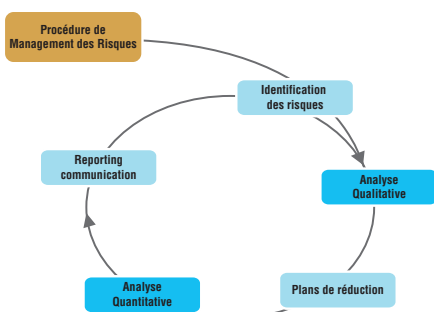 Procédure de
Management des Risques
Identification
des risques
Reporting
communication
Analyse
Qualitative
Analyse
Quantitative
Plans de réduction